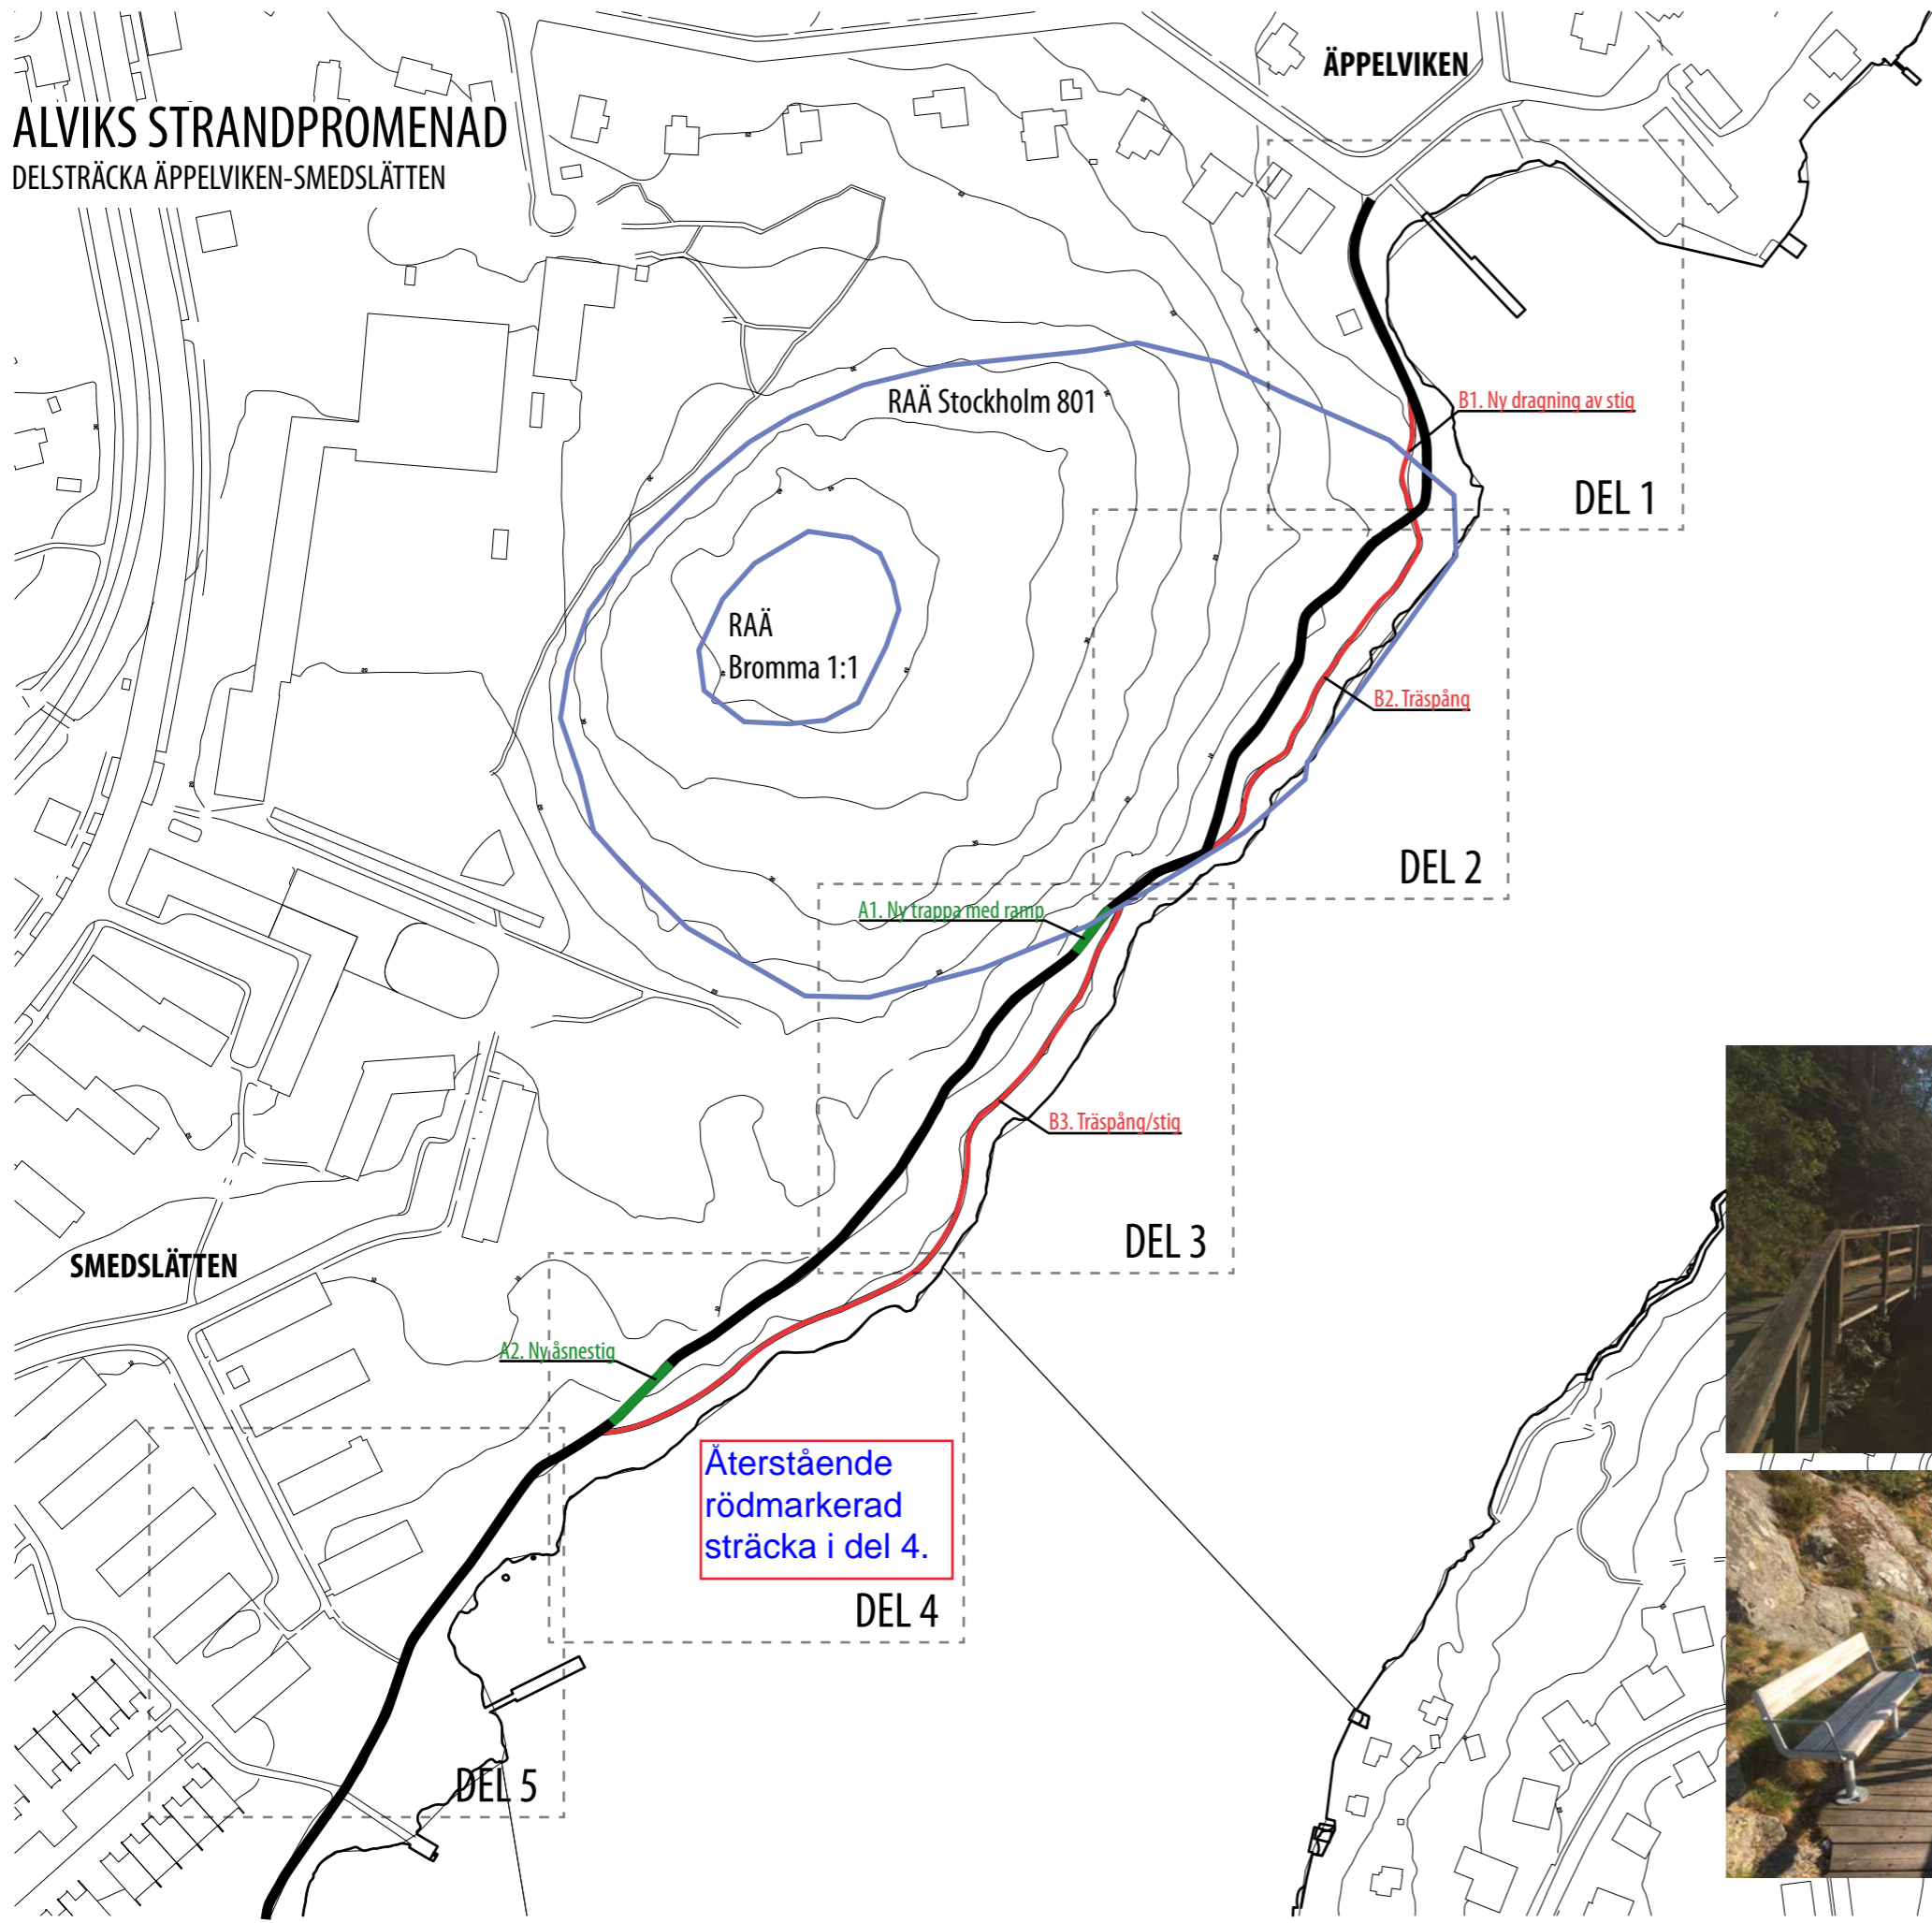 ALVIKS STRANDPROMENAD
DELSTRÄCKA ÄPPELVIKEN-SMEDSLÄTTEN
ÄPPELVIKEN
RAÄ Stockholm 801
B1. Ny dragning av stig
DEL 1
RAÄ
Bromma 1:1
B2. Träspång
DEL 2
A1. Ny trappa med ramp
B3. Träspång/stig
DEL 3
SMEDSLÄTTEN
A2. Ny åsnestig
Återstående
rödmarkerad
sträcka i del 4.
DEL 4
DEL 5